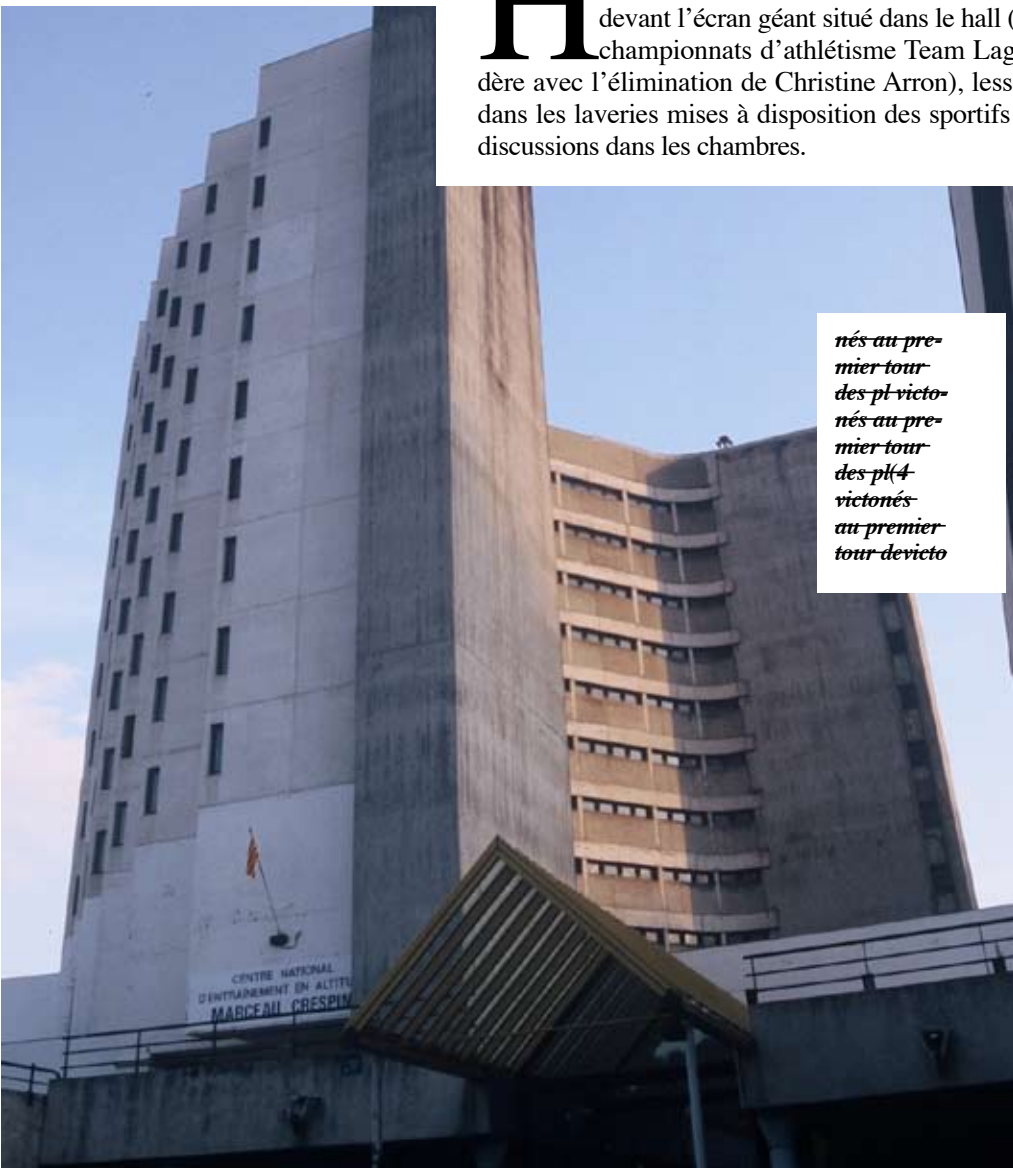 H
devant l’écran géant situé dans le hall (
championnats d’athlétisme Team Lag
dère avec l’élimination de Christine Arron), less
dans les laveries mises à disposition des sportifs
discussions dans les chambres.
nés au pre-
mier tour
des pl victo-
nés au pre-
mier tour
des pl(4
victonés
au premier
tour devicto
CENTRE NATIONAL
D'ENTRAINEMENT EN ALTITU
MARCEAU CRESPIN